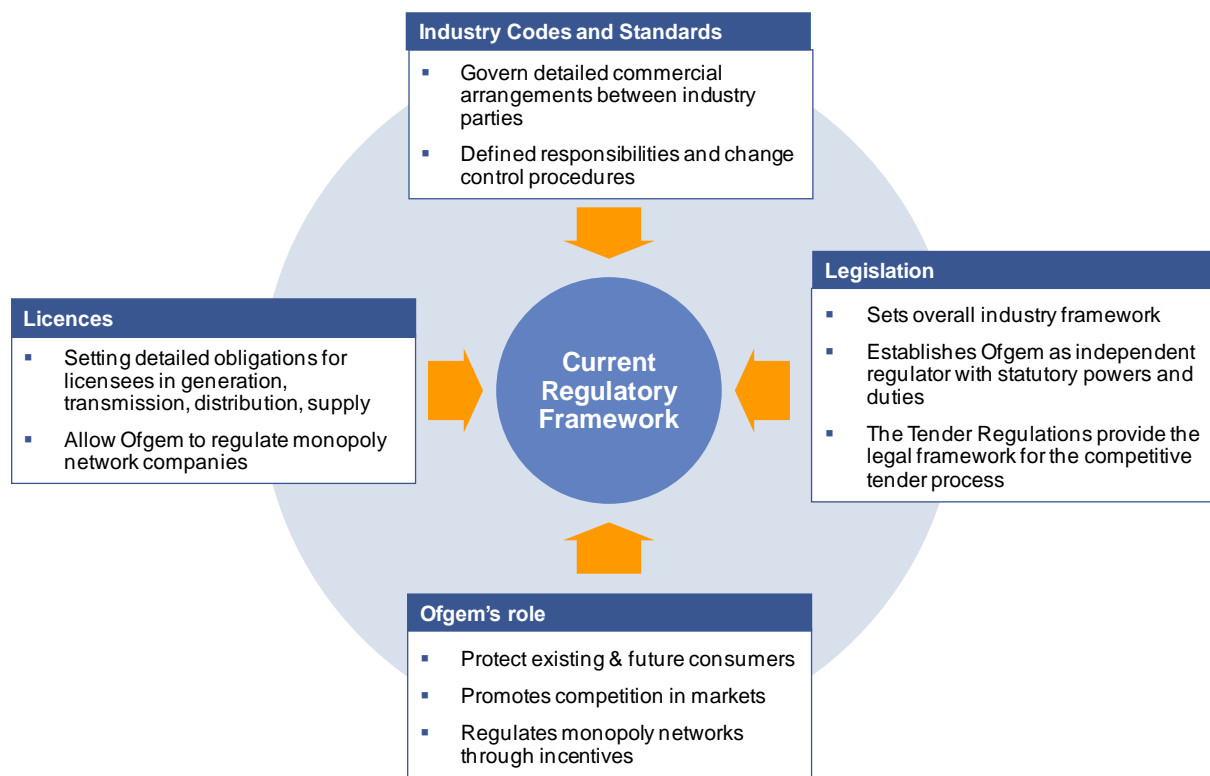 Industry Codes and Standards
▪ Govern detailed commercial
arrangements between industry
parties
▪ Defined responsibilities and change
control procedures
Legislation
▪ Sets overall industry framework
▪ Establishes Ofgem as independent
regulator with statutory powers and
duties
▪ The Tender Regulations provide the
legal framework for the competitive
tender process
Licences
▪ Setting detailed obligations for
licensees in generation,
transmission, distribution, supply
▪ Allow Ofgem to regulate monopoly
network companies
Current
Regulatory
Framework
Ofgem’s role
▪ Protect existing & future consumers
▪ Promotes competition in markets
▪ Regulates monopoly networks
through incentives